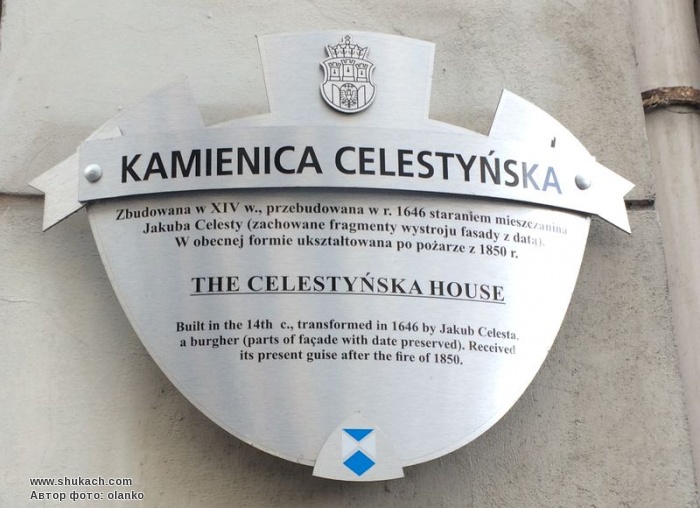 KAMIENICA CELESTYŃSKA
Zbudowana w XIV w., przebudowana w r. 1646 staraniem mieszczanina
Jakuba Celesty (zachowane fragmenty wystroju fasady z datą).
W obecnej formie ukształtowana po pożarze z 1850 r.
THE CELESTYŃSKA HOUSE
Built in the 14th c., transformed in 1646 by Jakub Celesta,
a burgher (parts of façade with date preserved). Received
its present guise after the fire of 1850.
www.shukach.com
Автор фото: olanko